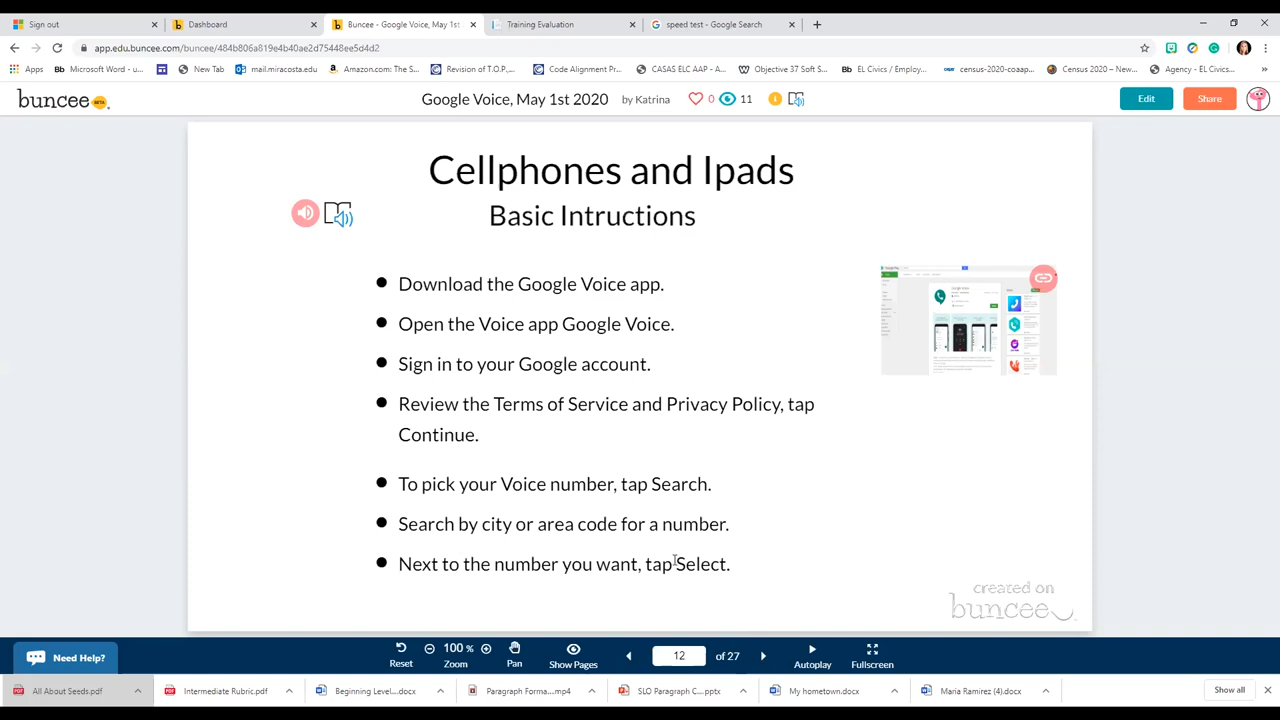 Sign out
Dashboard
Buncee - Google Voice, May 1st
Training Evaluation
speed test - Google Search
app.edu.buncee.com/buncee/484b806a819e4b40ae2d75448ee5d4d2
Apps
Microsoft Word - u...
New Tab
mail.miracosta.edu
Amazon.com: The S...
Revision of T.O.P....
Code Alignment Pr...
CASAS ELC AAP - A...
Objective 37 Soft S...
EL Civics / Employ...
census-2020-coaap...
Census 2020 – New...
Agency - EL Civics...
buncee BETA
Google Voice, May 1st 2020 by Katrina 0 11
Edit
Share
Cellphones and Ipads
Basic Intructions
Download the Google Voice app.
Open the Voice app Google Voice.
Sign in to your Google account.
Review the Terms of Service and Privacy Policy, tap
Continue.
To pick your Voice number, tap Search.
Search by city or area code for a number.
Next to the number you want, tap Select.
created on
buncee
Need Help?
Reset
100 %
Zoom
Pan
Show Pages
12 of 27
Autoplay
Fullscreen
All About Seeds.pdf
Intermediate Rubric.pdf
Beginning Level....docx
Paragraph Forma...mp4
SLO Paragraph C....pptx
My hometown.docx
Maria Ramirez (4).docx
Show all